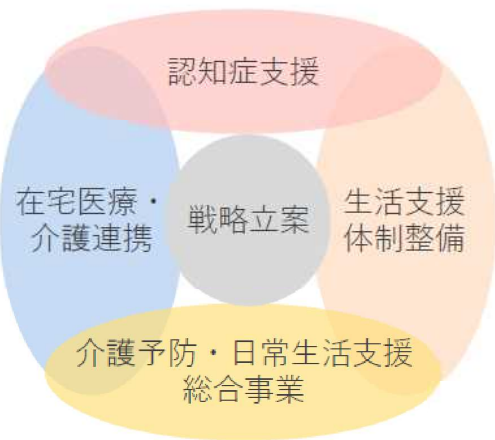 認知症支援
在宅医療・
介護連携
戦略立案
生活支援
体制整備
介護予防・日常生活支援
総合事業